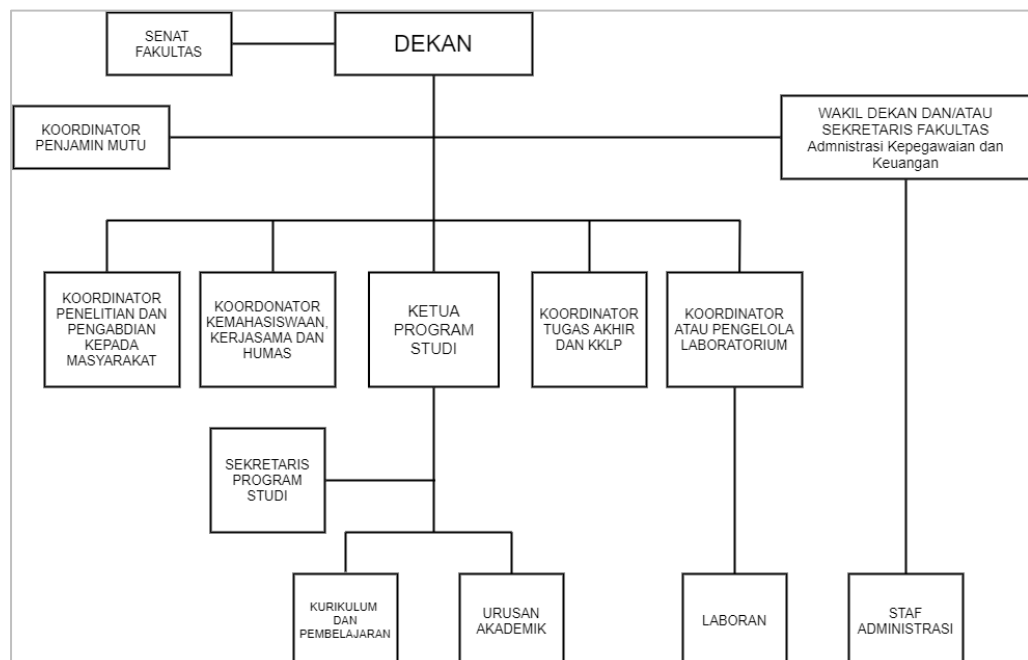 SENAT
FAKULTAS
DEKAN
KOORDINATOR
PENJAMIN MUTU
WAKIL DEKAN DAN/ATAU
SEKRETARIS FAKULTAS
Admnistrasi Kepegawaian dan
Keuangan
KOORDINATOR
PENELITIAN DAN
PENGABDIAN
KEPADA
MASYARAKAT
KOORDONATOR
KEMAHASISWAAN,
KERJASAMA DAN
HUMAS
KETUA
PROGRAM
STUDI
KOORDINATOR
TUGAS AKHIR
DAN KKLP
KOORDINATOR
ATAU PENGELOLA
LABORATORIUM
SEKRETARIS
PROGRAM
STUDI
KURIKULUM
DAN
PEMBELAJARAN
URUSAN
AKADEMIK
LABORAN
STAF
ADMINISTRASI